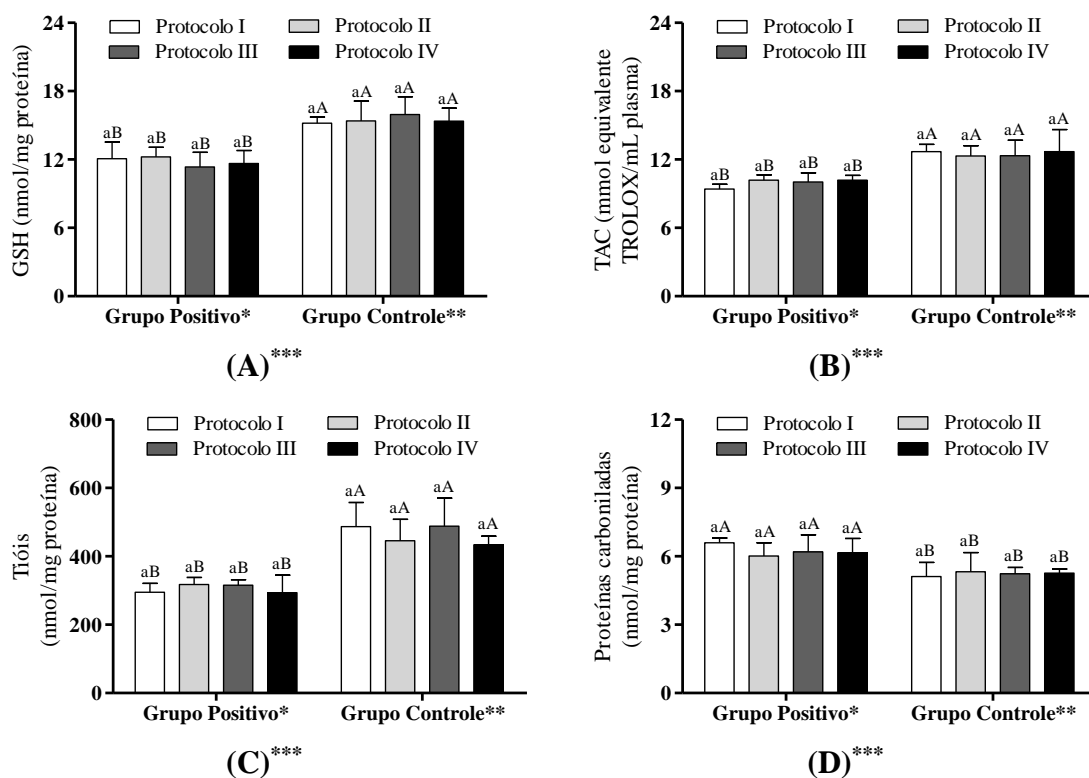 Protocolo I
Protocolo II
Protocolo III
Protocolo IV
GSH (nmol/mg proteína)
24
18
12
6
0
aB aB aB aB
aA aA aA aA
Grupo Positivo* Grupo Controle**
(A)***
Protocolo I
Protocolo II
Protocolo III
Protocolo IV
TAC (mmol equivalente
TROLOX/mL plasma)
24
18
12
6
0
aB aB aB aB
aA aA aA aA
Grupo Positivo* Grupo Controle**
(B)***
Protocolo I
Protocolo II
Protocolo III
Protocolo IV
Tióis
(nmol/mg proteína)
800
600
400
200
0
aB aB aB aB
aA aA aA aA
Grupo Positivo* Grupo Controle**
(C)***
Protocolo I
Protocolo II
Protocolo III
Protocolo IV
Proteínas carboniladas
(nmol/mg proteína)
12
9
6
3
0
aA aA aA aA
aB aB aB aB
Grupo Positivo* Grupo Controle**
(D)***